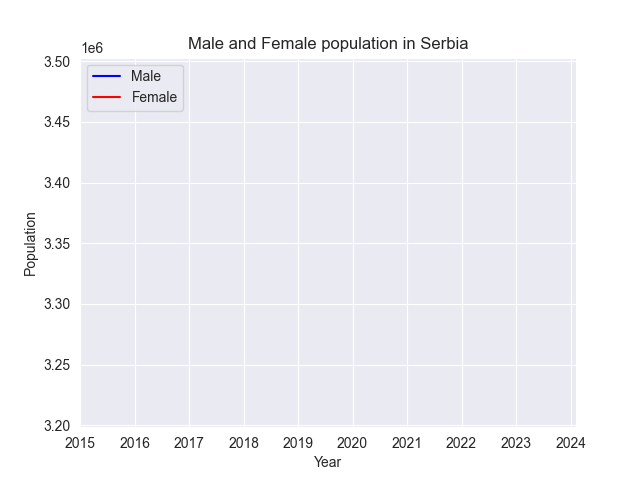 Male and Female population in Serbia
1e6
3.50
3.45
3.40
3.35
3.30
3.25
3.20
Population
Male
Female
2015 2016 2017 2018 2019 2020 2021 2022 2023 2024
Year